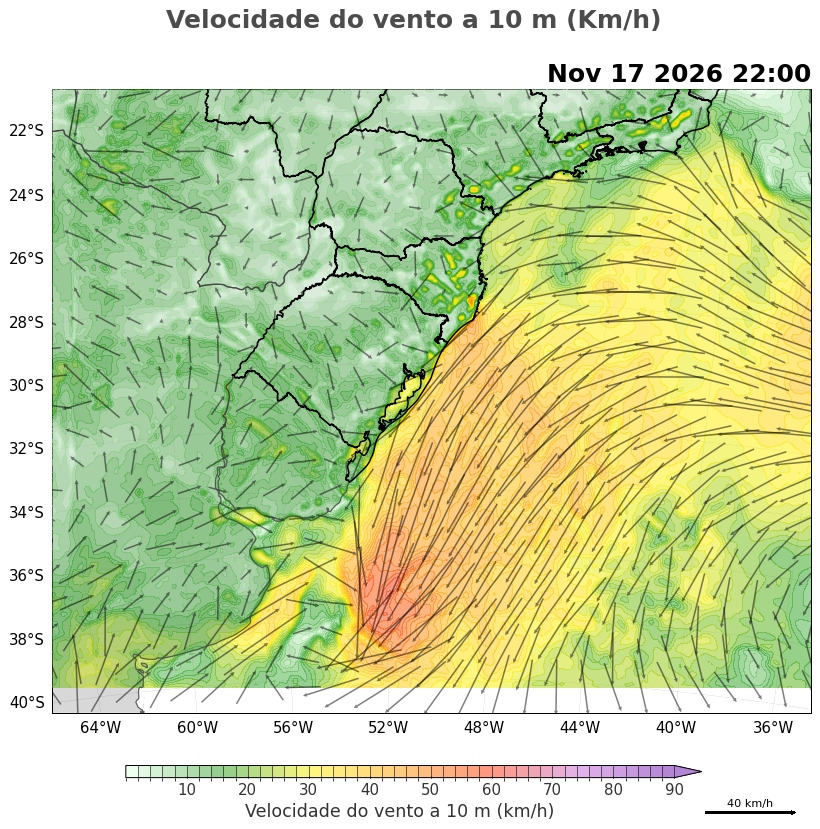 Velocidade do vento a 10 m (Km/h)
Nov 17 2026 22:00
22°S
24°S
26°S
28°S
30°S
32°S
34°S
36°S
38°S
40°S
64°W 60°W 56°W 52°W 48°W 44°W 40°W 36°W
10 20 30 40 50 60 70 80 90
Velocidade do vento a 10 m (km/h)
40 km/h